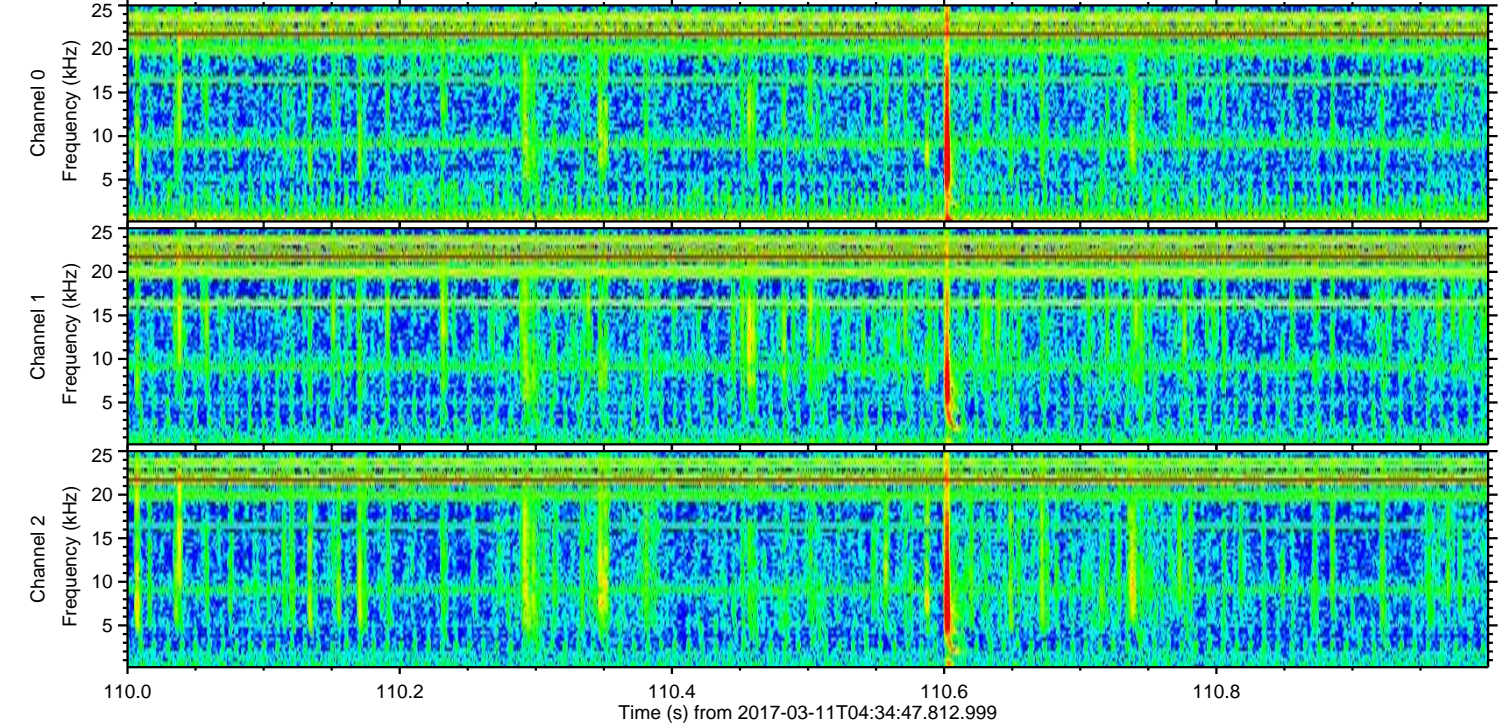 25
20
15
10
5
Channel 0
Frequency (kHz)
25
20
15
10
5
Channel 1
Frequency (kHz)
25
20
15
10
5
Channel 2
Frequency (kHz)
110.0 110.2 110.4 110.6 110.8
Time (s) from 2017-03-11T04:34:47.812.999